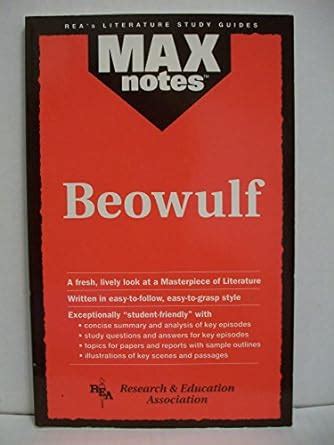 REA's LITERATURE STUDY GUIDES
MAX
notes™
Beowulf
A fresh, lively look at a Masterpiece of Literature
Written in easy-to-follow, easy-to-grasp style
Exceptionally "student-friendly" with
• concise summary and analysis of key episodes
• study questions and answers for key episodes
• topics for papers and reports with sample outlines
• illustrations of key scenes and passages
REA Research & Education
Association